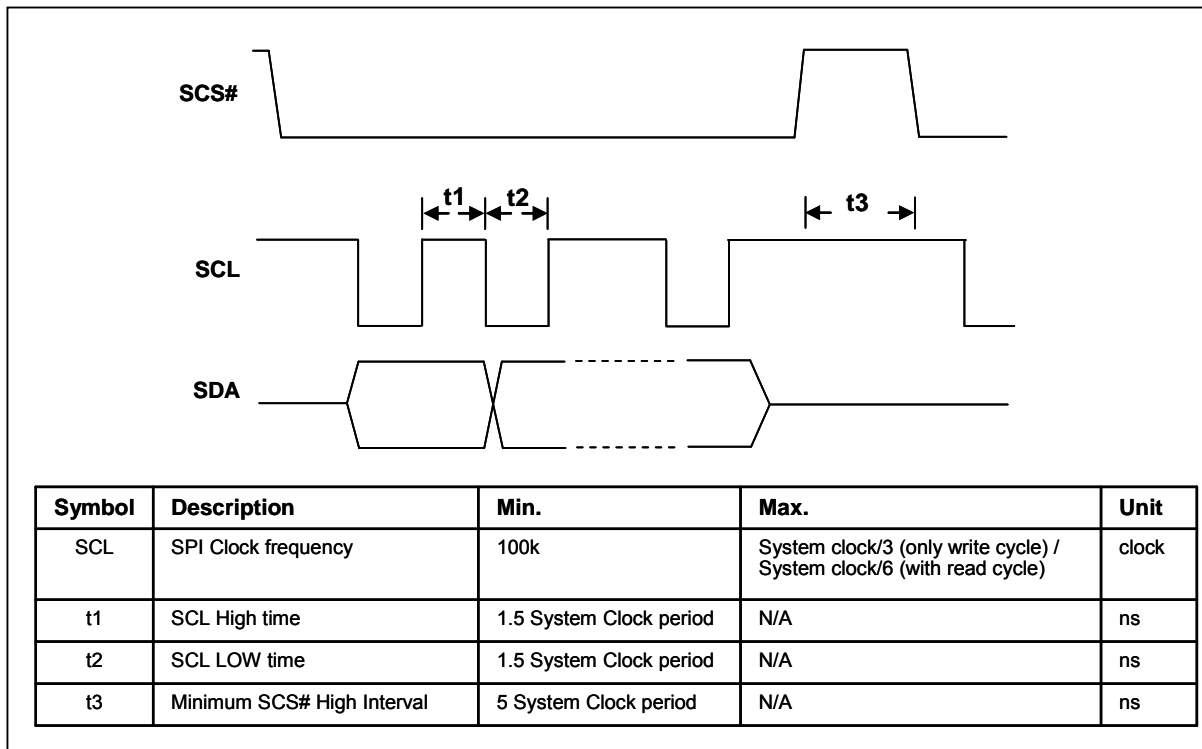 SCS#
t1 t2 t3
SCL
SDA
Symbol Description Min. Max. Unit
SCL SPI Clock frequency 100k System clock/3 (only write cycle) / clock
System clock/6 (with read cycle)
t1 SCL High time 1.5 System Clock period N/A ns
t2 SCL LOW time 1.5 System Clock period N/A ns
t3 Minimum SCS# High Interval 5 System Clock period N/A ns